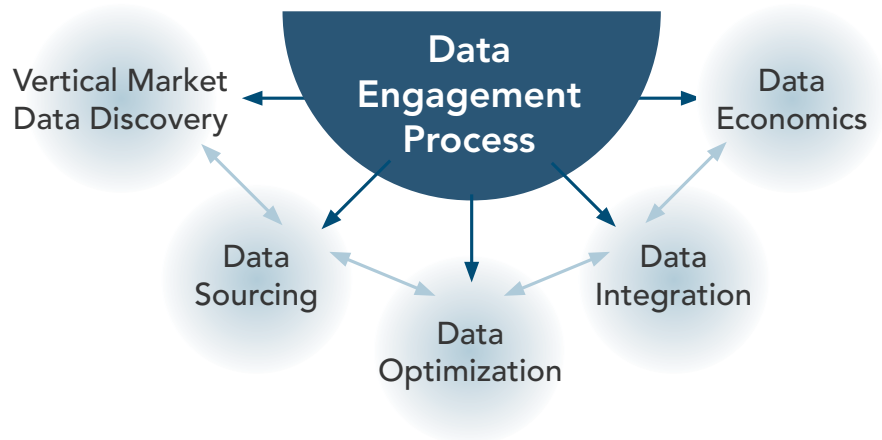 Data
Engagement
Process
Vertical Market
Data Discovery
Data
Sourcing
Data
Optimization
Data
Integration
Data
Economics